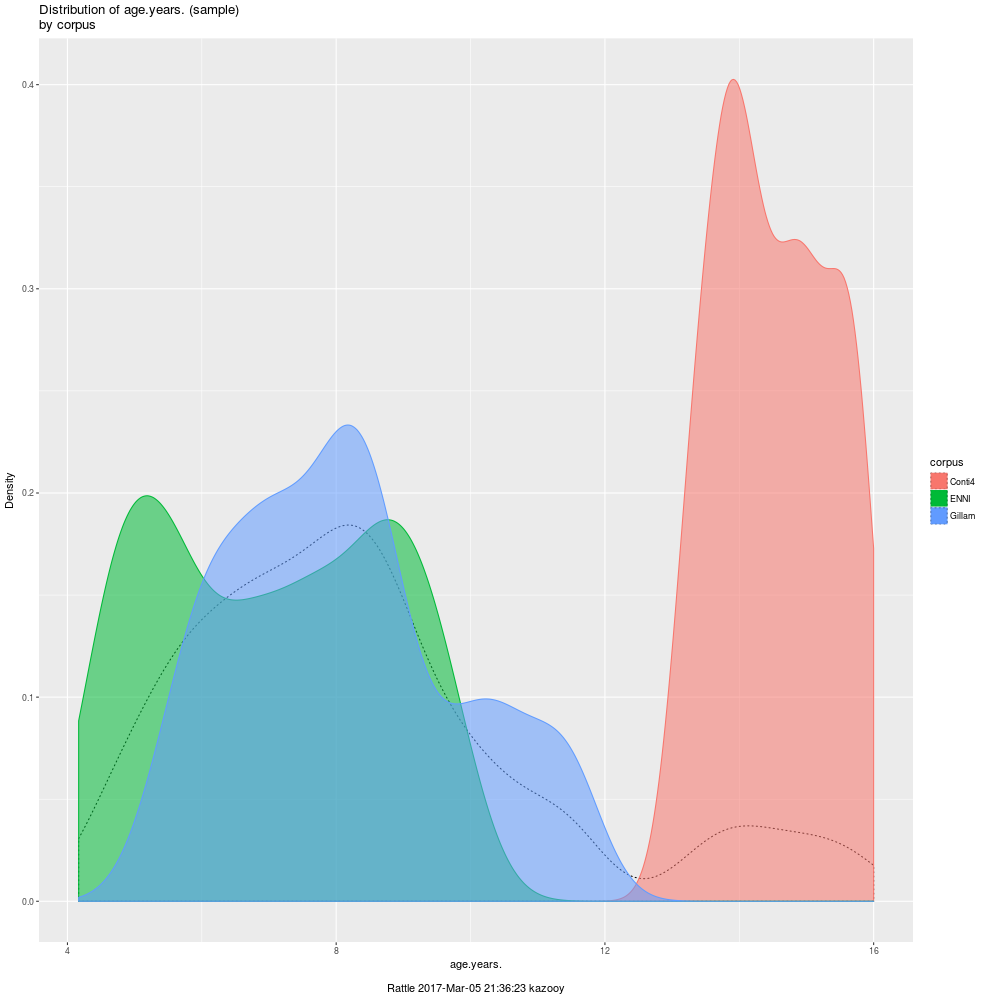 Distribution of age.years. (sample)
by corpus
0.4
0.3
0.2
0.1
0.0
Density
4
8
12
16
age.years.
corpus
Conti4
ENNI
Gillam
Rattle 2017-Mar-05 21:36:23 kazooy